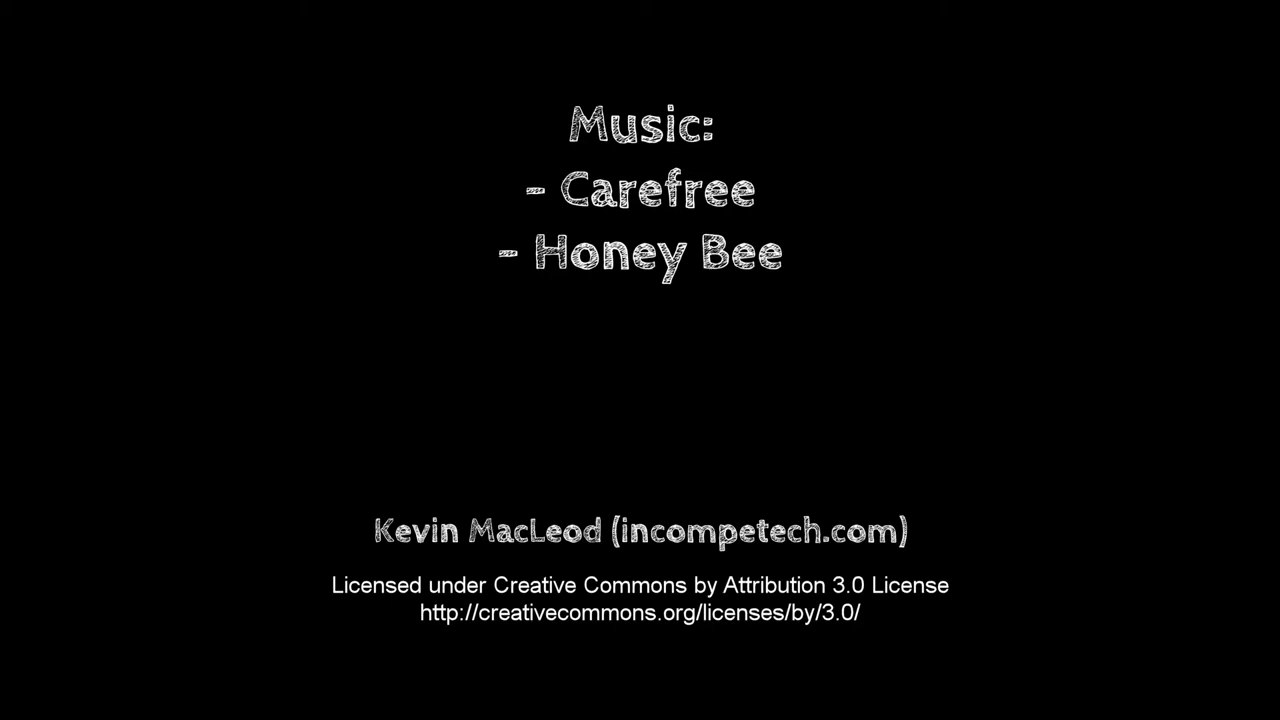 Music:
- Carefree
- Honey Bee
Kevin MacLeod (incompetech.com)
Licensed under Creative Commons by Attribution 3.0 License
http://creativecommons.org/licenses/by/3.0/